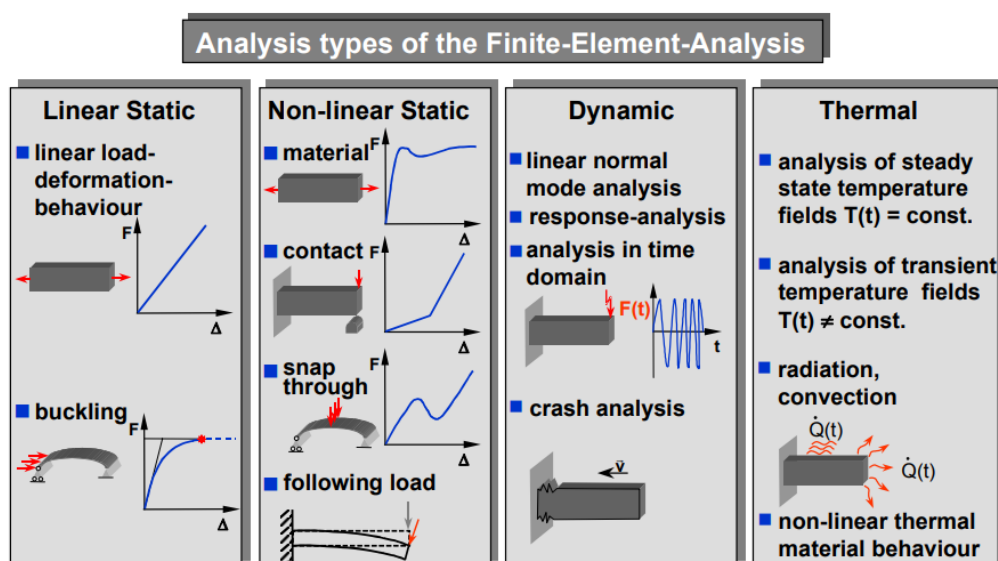 Analysis types of the Finite-Element-Analysis
Linear Static
linear load-
deformation-
behaviour
F
Δ
buckling
F
Δ
Non-linear Static
material
F
Δ
contact
F
Δ
snap
through
F
Δ
following load
Dynamic
linear normal
mode analysis
response-analysis
analysis in time
domain
F(t)
t
crash analysis
v̄
Thermal
analysis of steady
state temperature
fields T(t) = const.
analysis of transient
temperature fields
T(t) ≠ const.
radiation,
convection
Q̇(t)
Q̇(t)
non-linear thermal
material behaviour